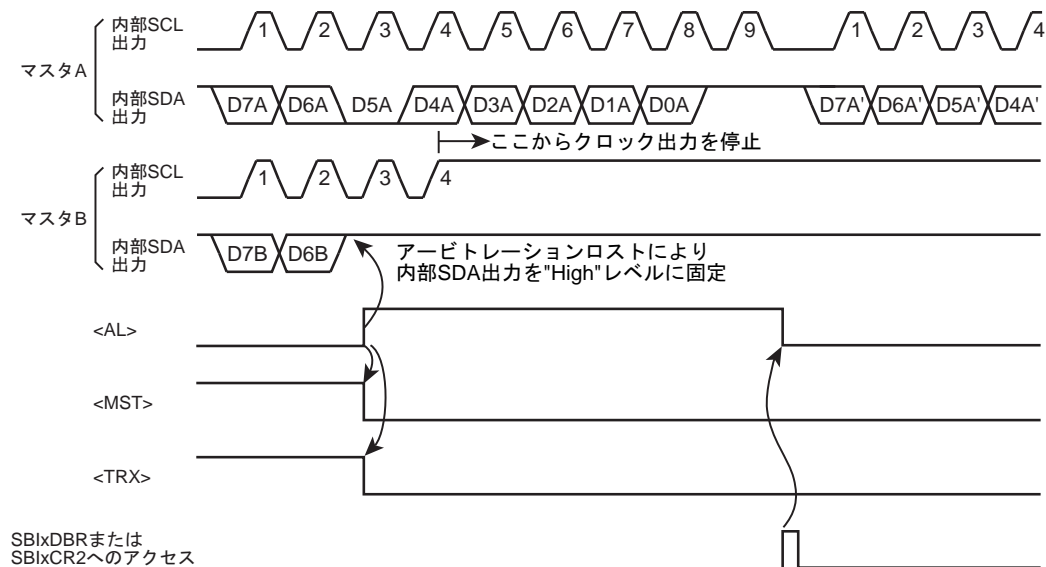 マスタA
内部SCL
出力
1 2 3 4 5 6 7 8 9 1 2 3 4
内部SDA
出力
D7A D6A D5A D4A D3A D2A D1A D0A D7A' D6A' D5A' D4A'
ここからクロック出力を停止
マスタB
内部SCL
出力
1 2 3 4
内部SDA
出力
D7B D6B
アービトレーションロストにより
内部SDA出力を"High"レベルに固定
<AL>
<MST>
<TRX>
SBIxDBRまたは
SBIxCR2へのアクセス